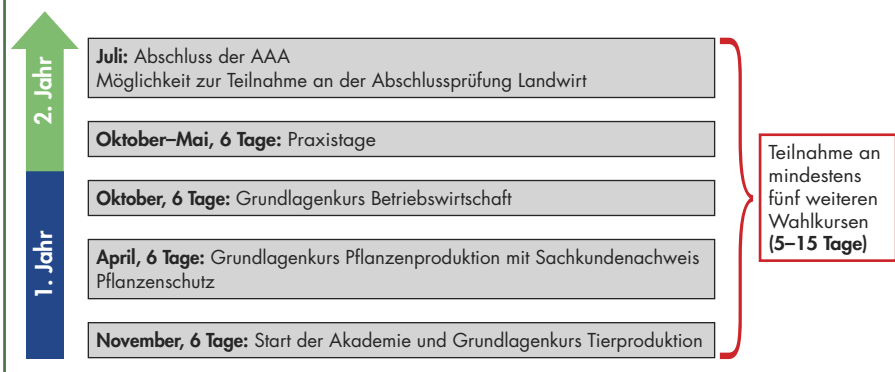 2. Jahr
1. Jahr
Juli: Abschluss der AAA
Möglichkeit zur Teilnahme an der Abschlussprüfung Landwirt
Oktober–Mai, 6 Tage: Praxistage
Oktober, 6 Tage: Grundlagenkurs Betriebswirtschaft
April, 6 Tage: Grundlagenkurs Pflanzenproduktion mit Sachkundenachweis
Pflanzenschutz
November, 6 Tage: Start der Akademie und Grundlagenkurs Tierproduktion
Teilnahme an
mindestens
fünf weiteren
Wahlkursen
(5–15 Tage)